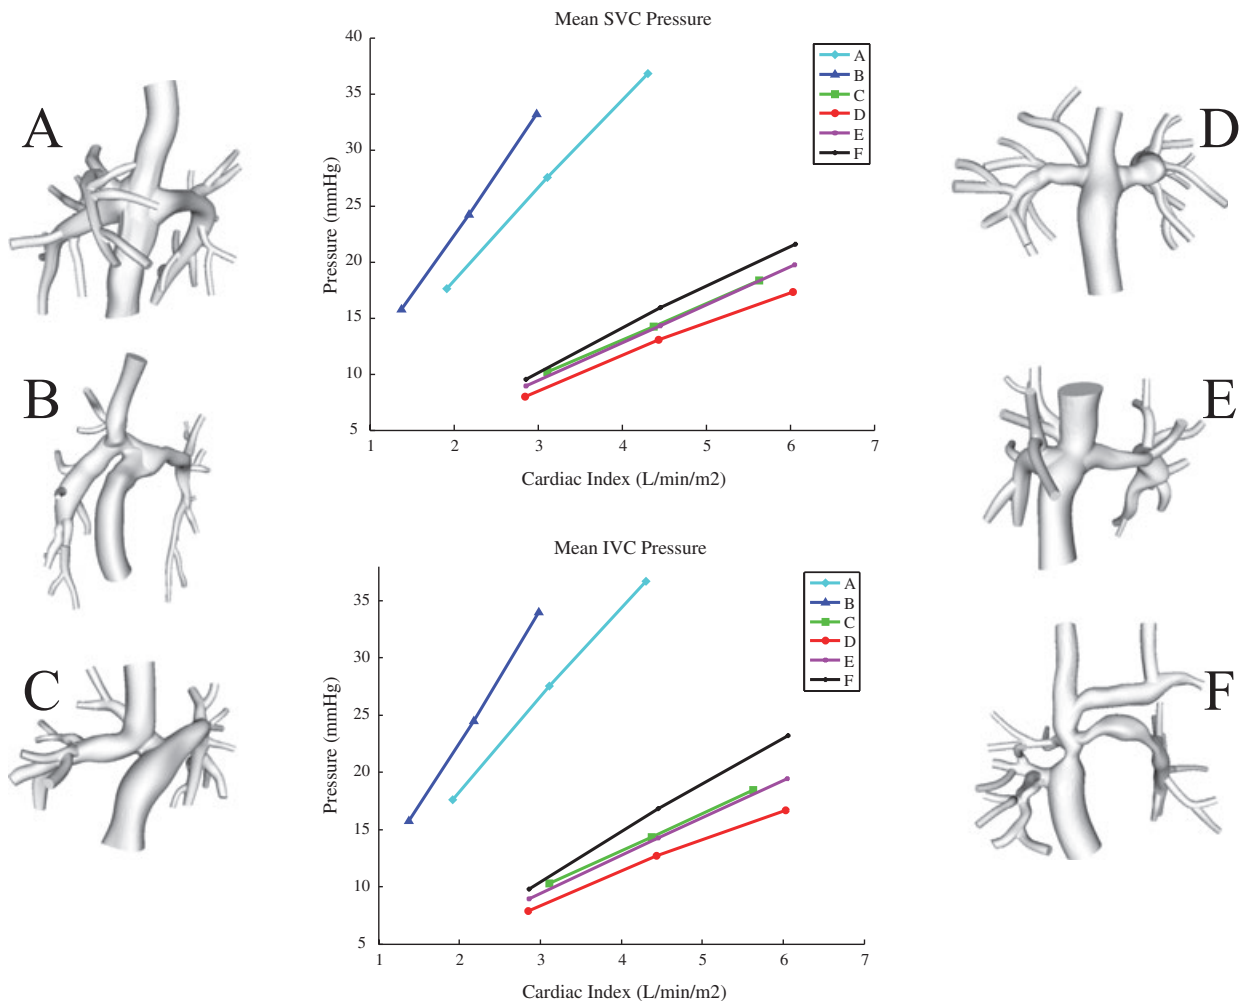 Mean SVC Pressure
A
B
C
D
E
F
Pressure (mmHg)
40
35
30
25
20
15
10
5
1 2 3 4 5 6 7
Cardiac Index (L/min/m2)
A
B
C
D
E
F
Mean IVC Pressure
Pressure (mmHg)
35
30
25
20
15
10
5
1 2 3 4 5 6 7
Cardiac Index (L/min/m2)
A
B
C
D
E
F